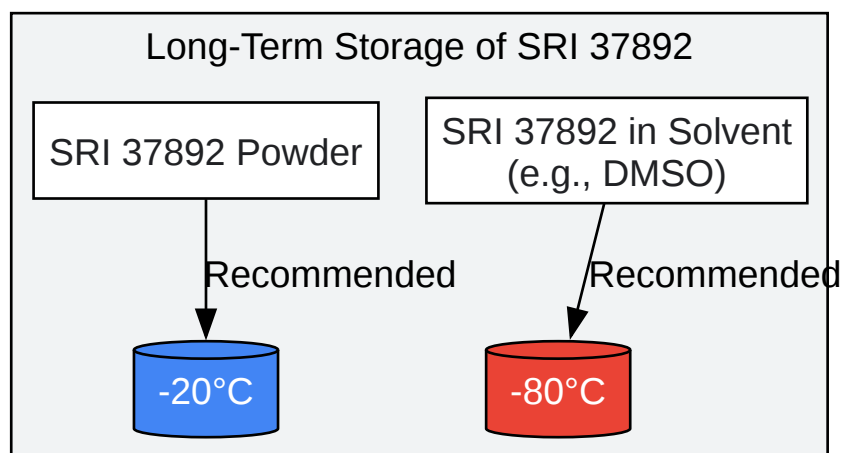 Long-Term Storage of SRI 37892
SRI 37892 Powder
SRI 37892 in Solvent
(e.g., DMSO)
Recommended
Recommended
-20°C
-80°C